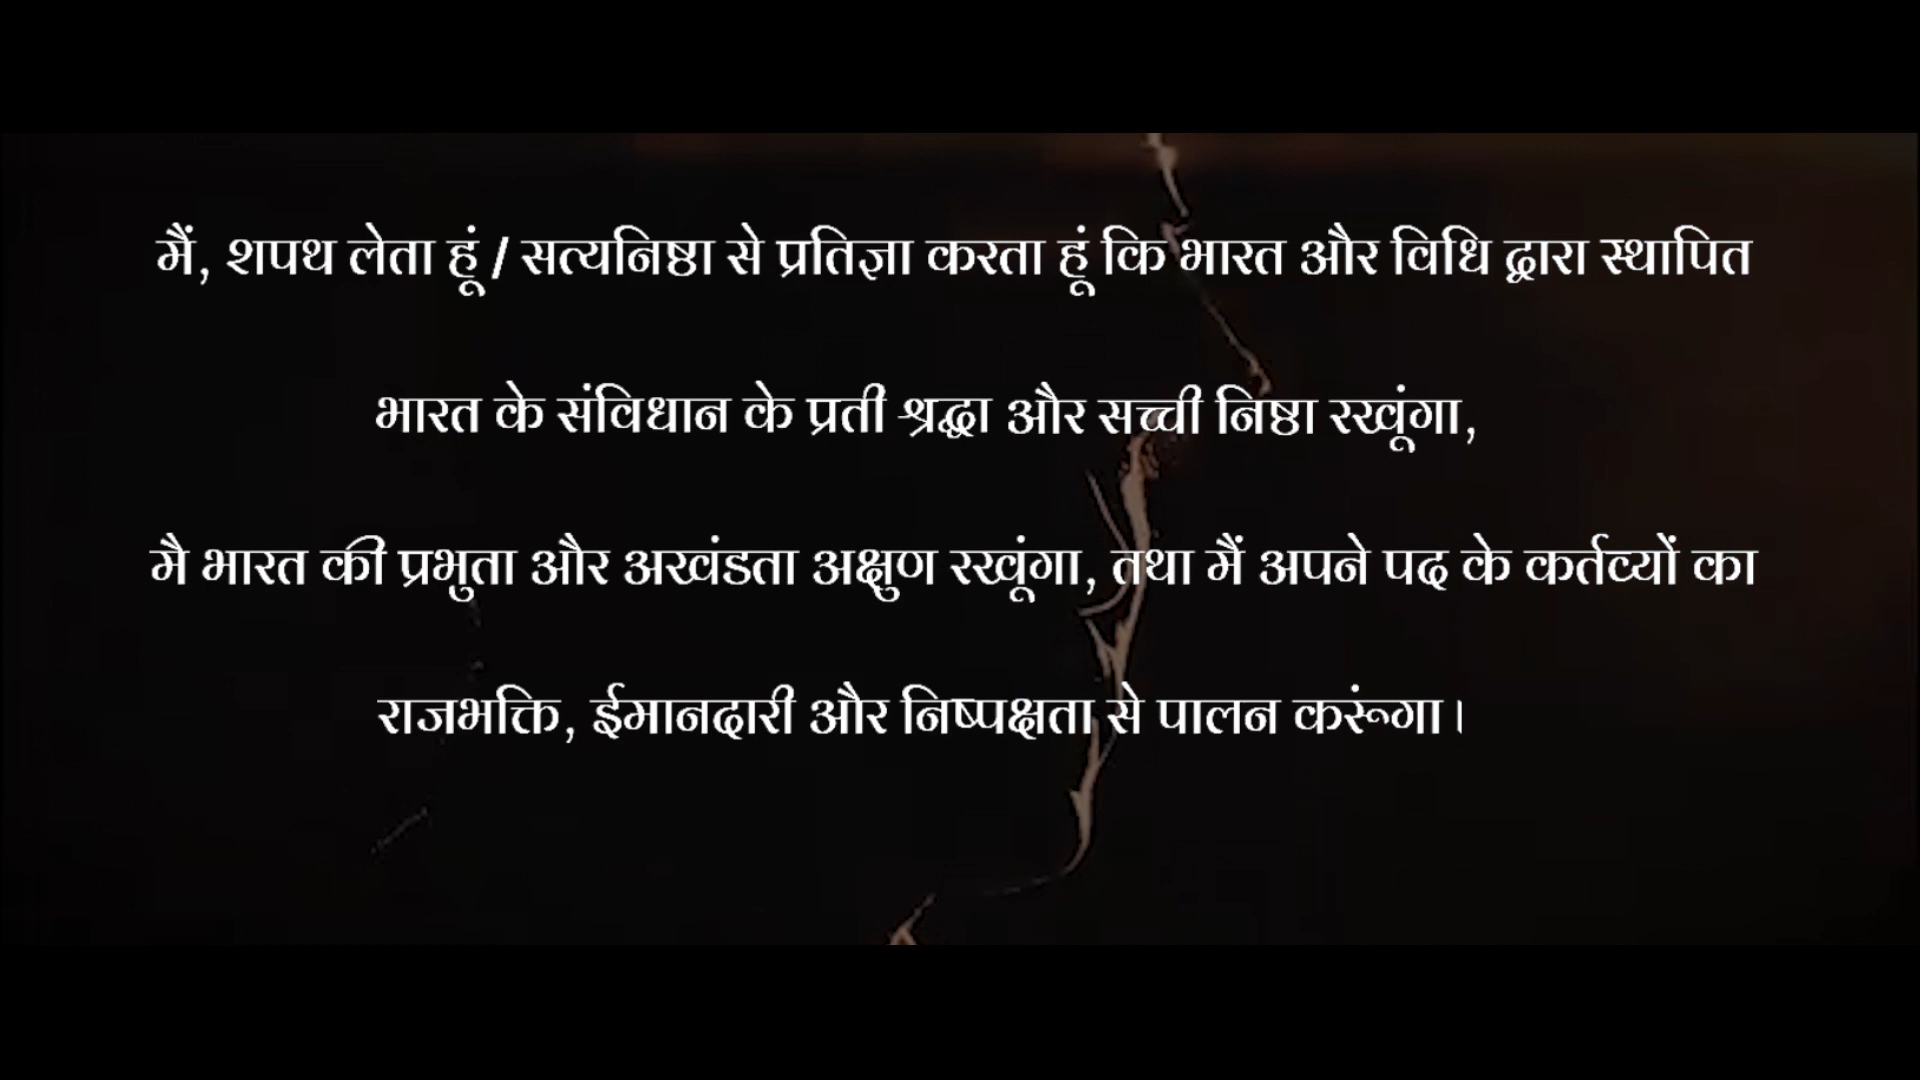 मैं, शपथ लेता हूं / सत्यनिष्ठा से प्रतिज्ञा करता हूं कि भारत और विधि द्वारा स्थापित
भारत के संविधान के प्रती श्रद्धा और सच्ची निष्ठा रखूंगा,
मै भारत की प्रभुता और अखंडता अक्षुण रखूंगा, तथा मैं अपने पद के कर्तव्यों का
राजभक्ति, ईमानदारी और निष्पक्षता से पालन करूंगा।